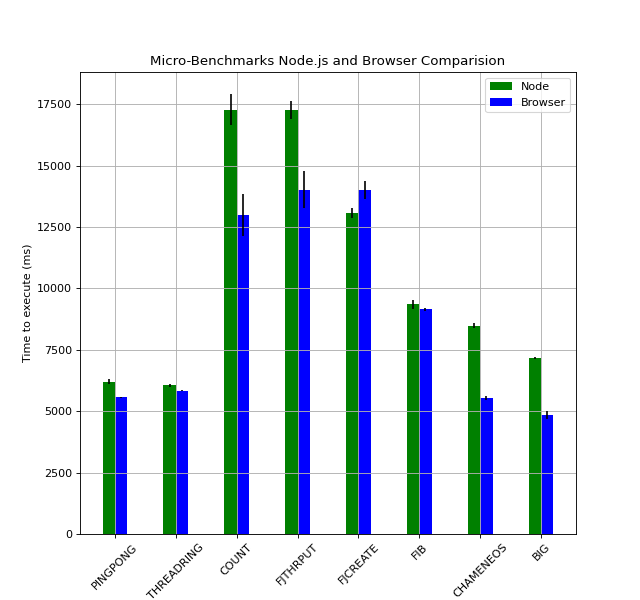 Micro-Benchmarks Node.js and Browser Comparision
Node
Browser
Time to execute (ms)
17500
15000
12500
10000
7500
5000
2500
0
PINGPONG
THREADRING
COUNT
FJTHRPUT
FJCREATE
FIB
CHAMENEOS
BIG